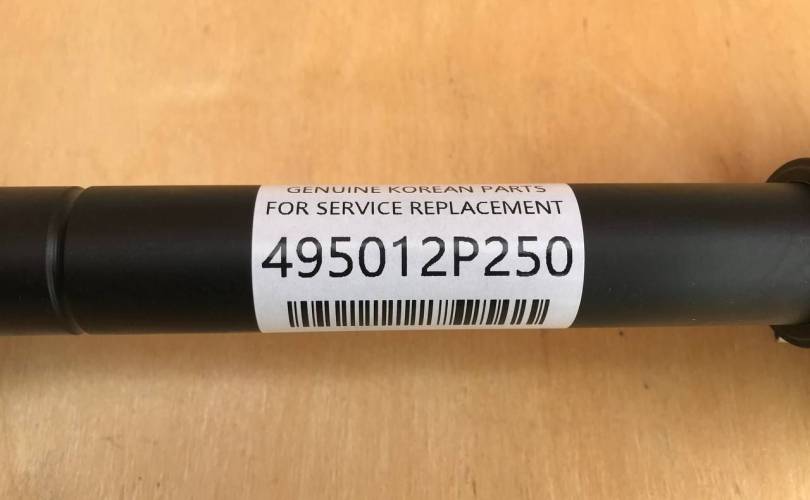 GENUINE KOREAN PARTS
FOR SERVICE REPLACEMENT
495012P250